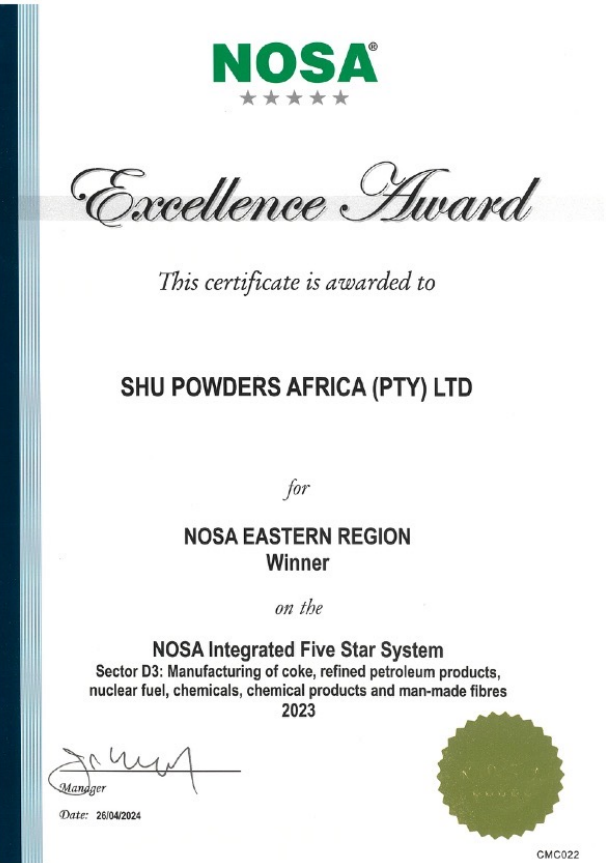 NOSA®
Excellence Award
This certificate is awarded to
SHU POWDERS AFRICA (PTY) LTD
for
NOSA EASTERN REGION
Winner
on the
NOSA Integrated Five Star System
Sector D3: Manufacturing of coke, refined petroleum products,
nuclear fuel, chemicals, chemical products and man-made fibres
2023
Manager
Date: 26/04/2024
CMC022